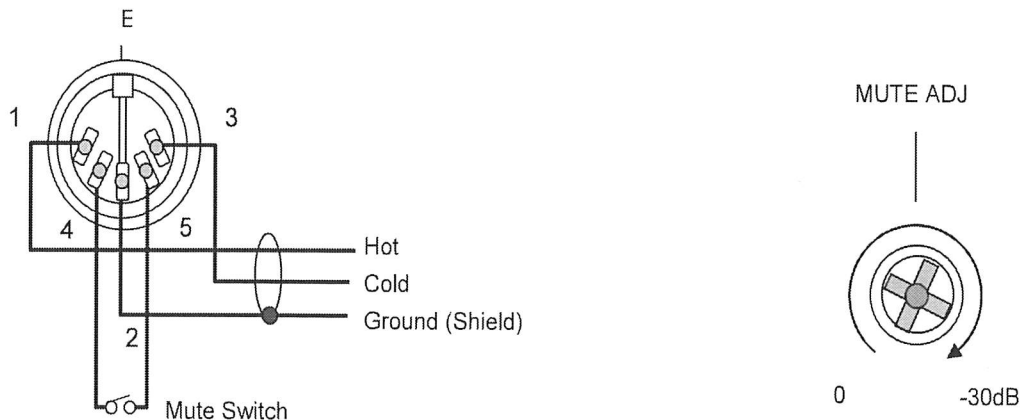 E
1
3
4
5
2
Hot
Cold
Ground (Shield)
Mute Switch
MUTE ADJ
0
-30dB